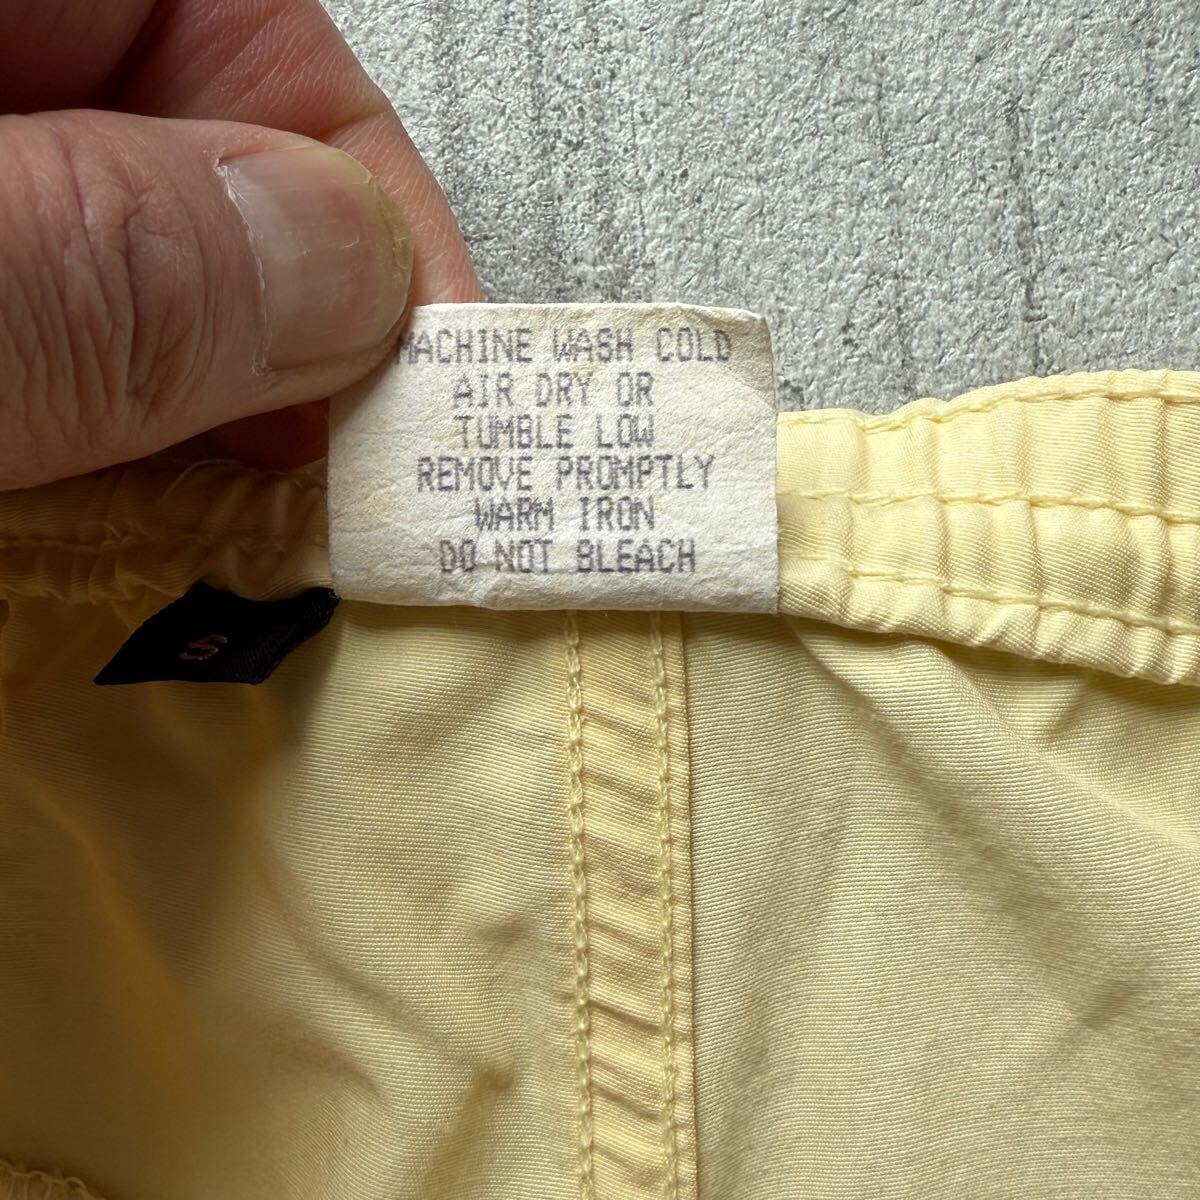 MACHINE WASH COLD
AIR DRY OR
TUMBLE LOW
REMOVE PROMPTLY
WARM IRON
DO NOT BLEACH
S